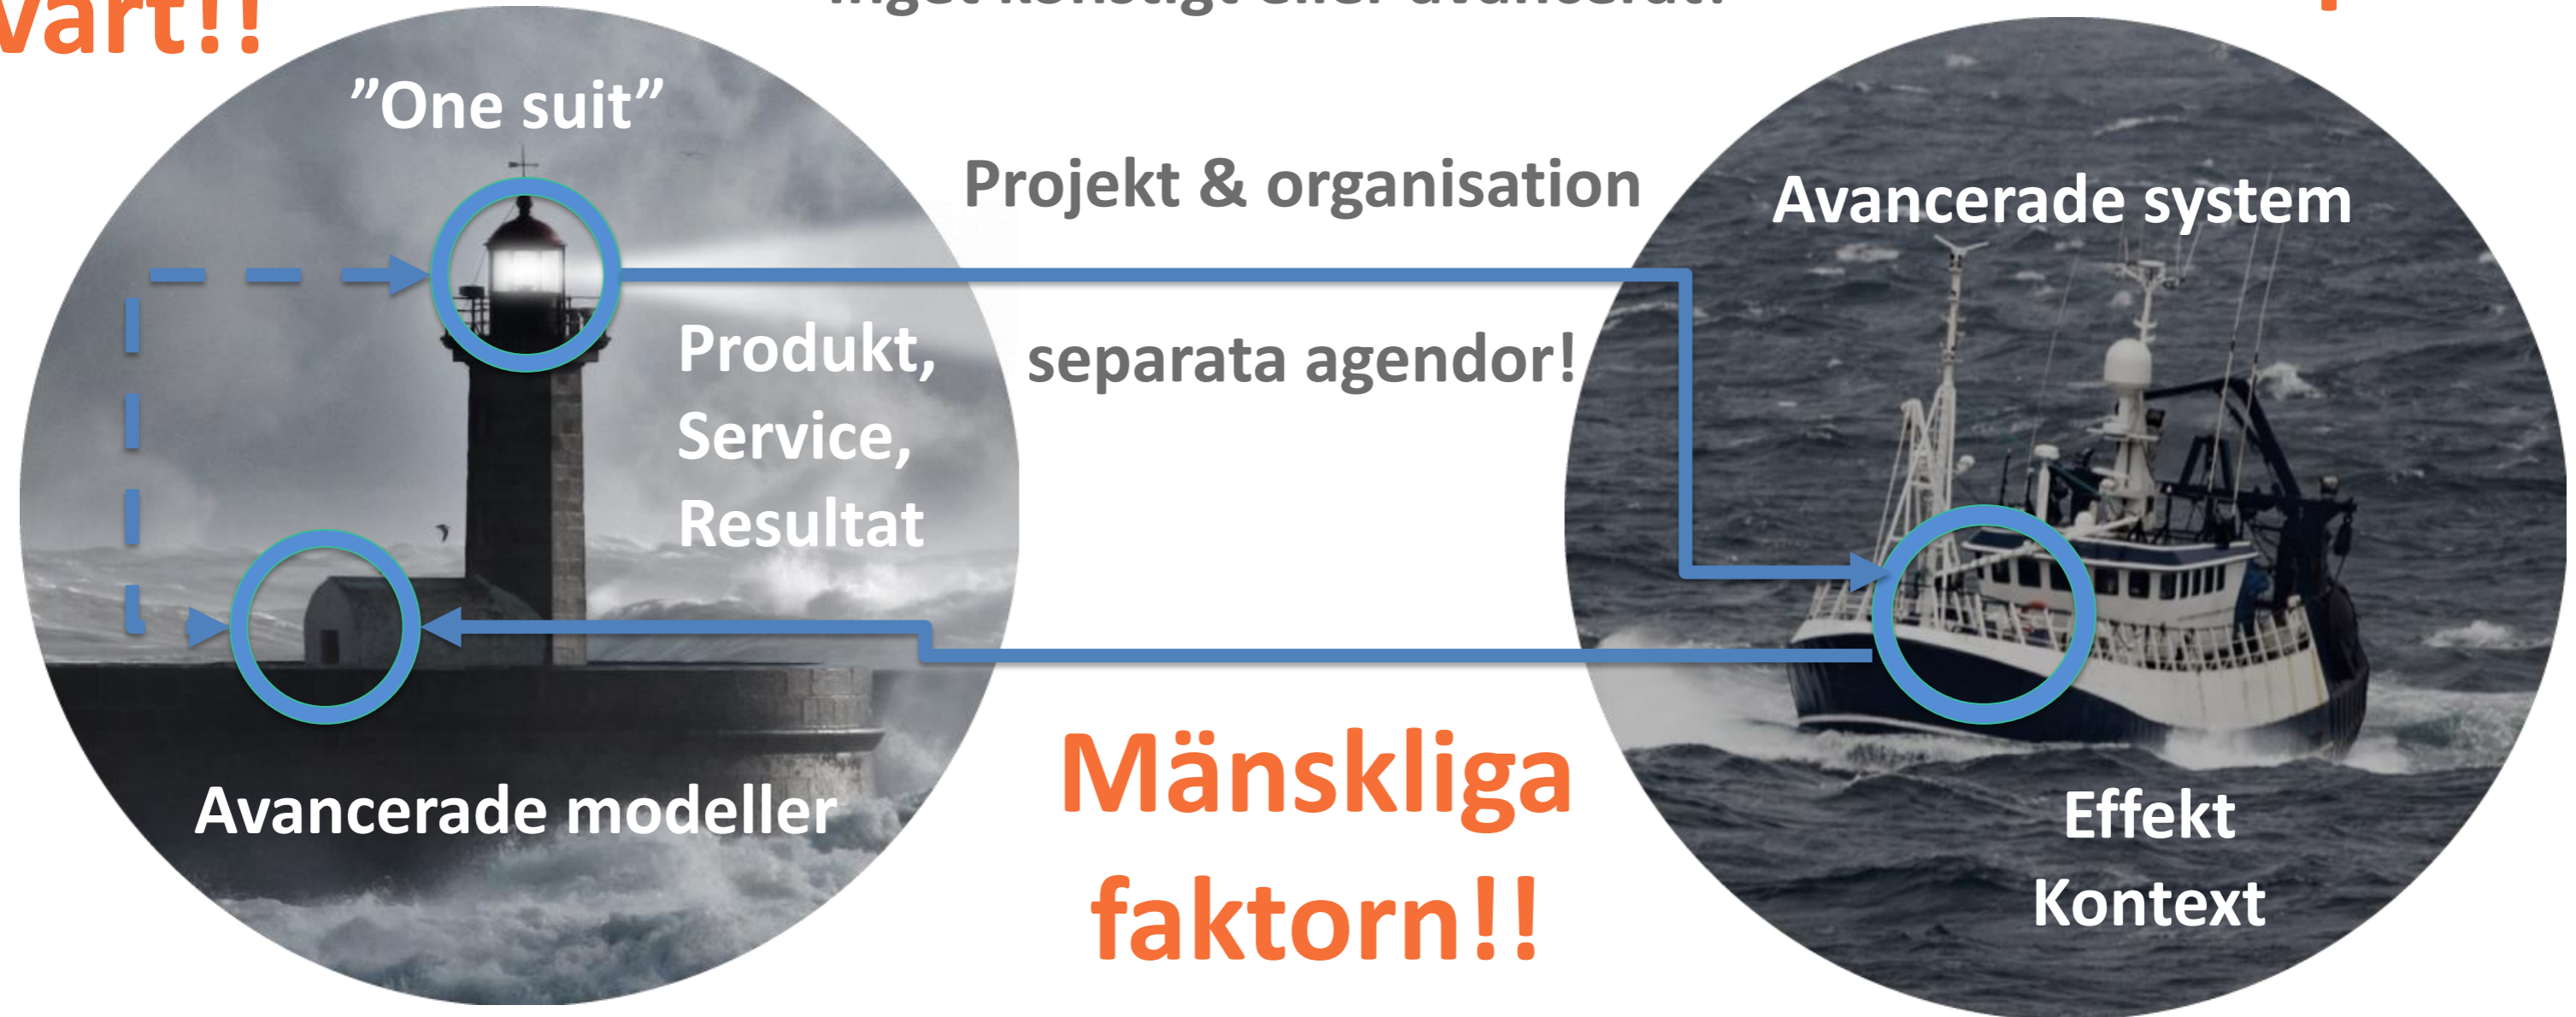 "One suit"
Projekt & organisation
Avancerade system
Produkt,
Service,
Resultat
separata agendor!
Mänskliga
faktorn!!
Avancerade modeller
Effekt
Kontext